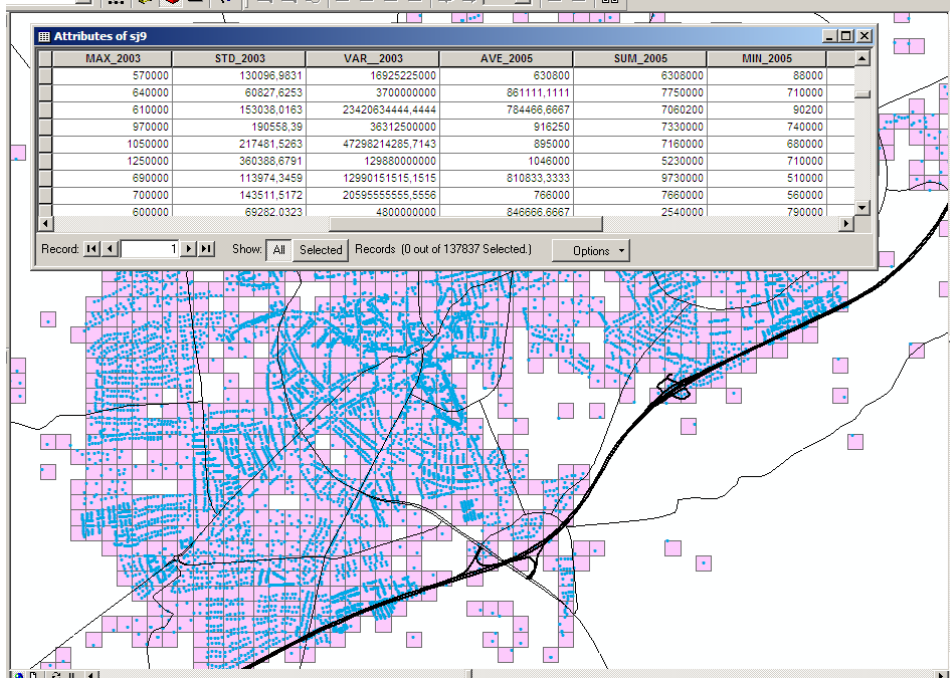 Attributes of sj9
MAX_2003 STD_2003 VAR__2003 AVE_2005 SUM_2005 MIN_2005
570000 130096,9831 16925225000 630800 6308000 88000
640000 60827,6253 3700000000 861111,1111 7750000 710000
610000 153038,0163 23420634444,4444 784466,6667 7060200 90200
970000 190558,39 36312500000 916250 7330000 740000
1050000 217481,5263 47298214285,7143 895000 7160000 680000
1250000 360388,6791 129880000000 1046000 5230000 710000
690000 113974,3459 12990151515,1515 810833,3333 9730000 510000
700000 143511,5172 20595555555,5556 766000 7660000 560000
600000 69282,0323 4800000000 846666,6667 2540000 790000
Record: 1 Show: All Selected Records (0 out of 137837 Selected.) Options